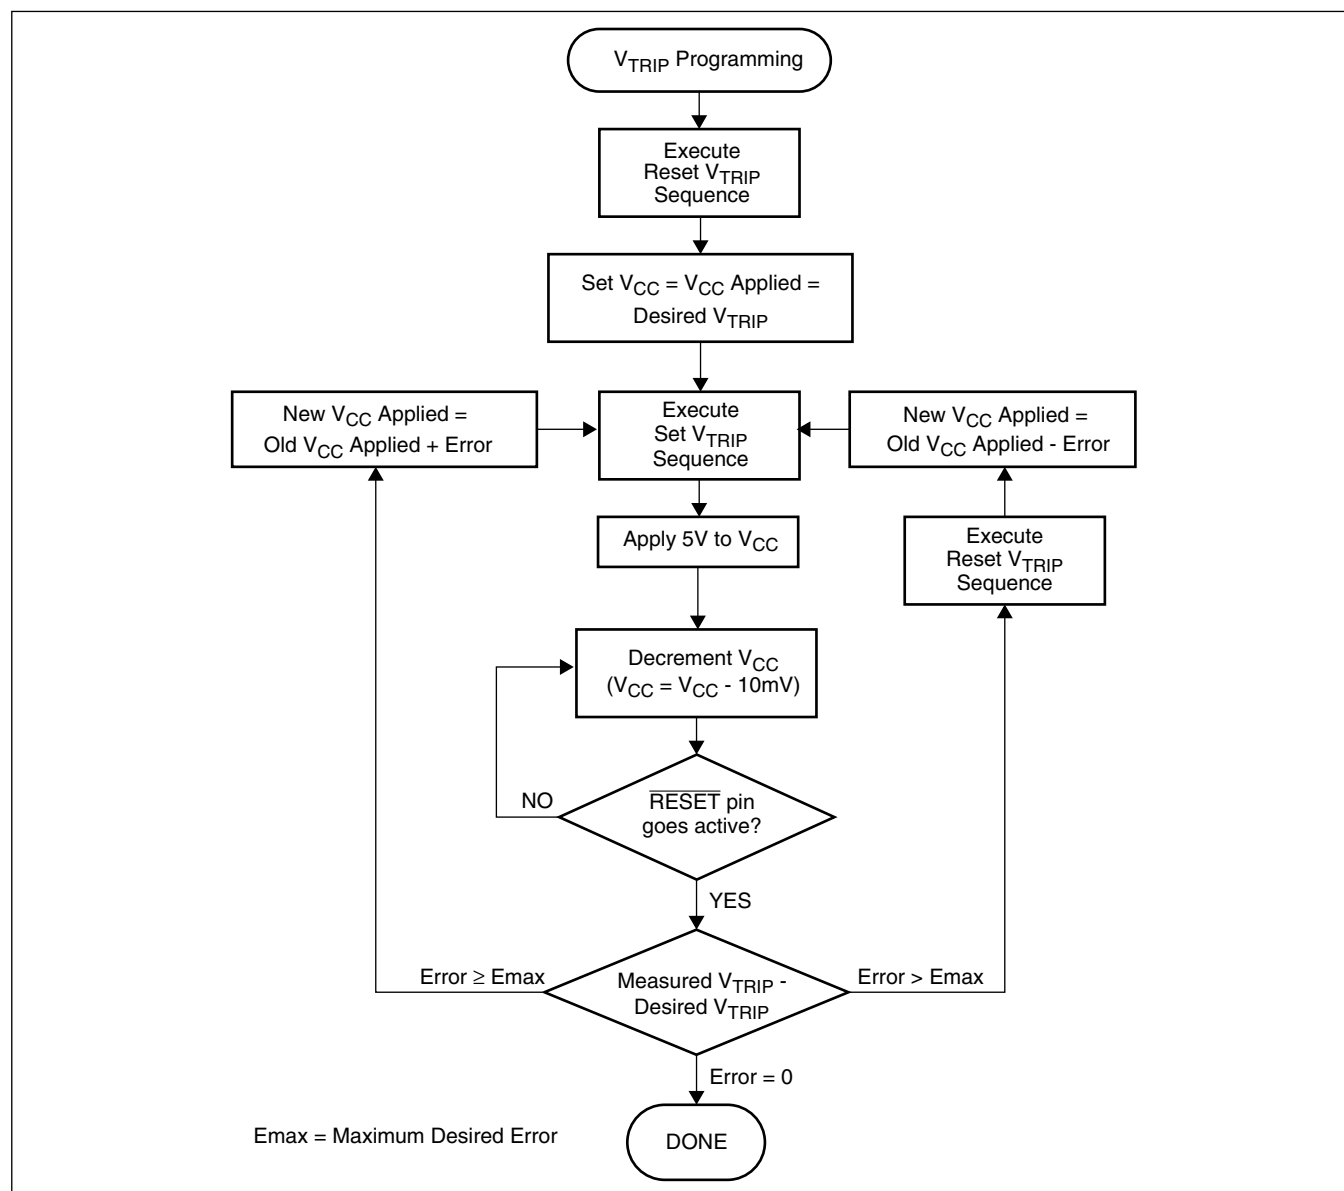 VTRIP Programming
Execute
Reset VTRIP
Sequence
Set VCC = VCC Applied =
Desired VTRIP
New VCC Applied =
Old VCC Applied + Error
Execute
Set VTRIP
Sequence
New VCC Applied =
Old VCC Applied - Error
Apply 5V to VCC
Execute
Reset VTRIP
Sequence
Decrement VCC
(VCC = VCC - 10mV)
NO
RESET pin
goes active?
YES
Error ≥ Emax
Measured VTRIP -
Desired VTRIP
Error > Emax
Error = 0
Emax = Maximum Desired Error
DONE